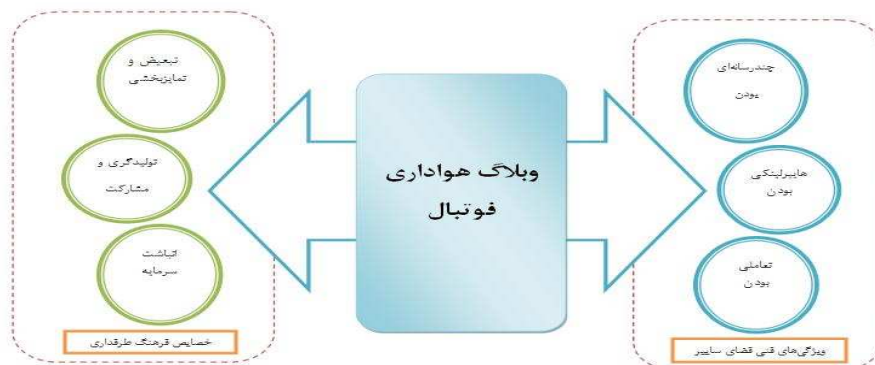 چندرسانه‌ای
بودن
هایپرلینکی
بودن
تعاملی
بودن
ویژگی‌های فنی فضای سایبر
وبلاگ هواداری
فوتبال
تبعیض و
تمایزبخشی
تولیدگری و
مشارکت
انباشت
سرمایه
خصایص فرهنگ طرفداری